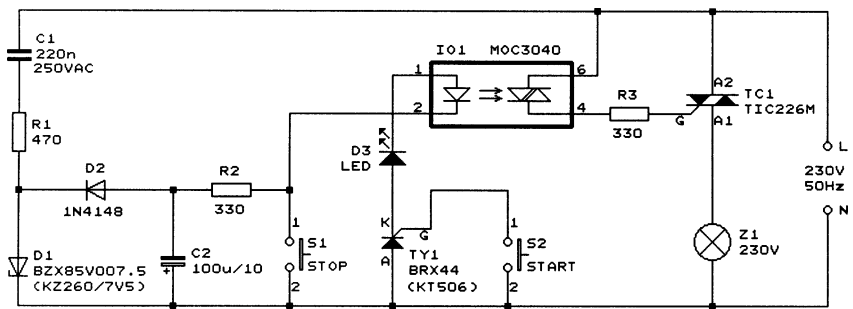 C1
220n
250VAC
IO1 MOC3040
1
6
2
4
R3
330
A2
TC1
TIC226M
G
A1
R1
470
D3
LED
L
230V
50Hz
N
D2
1N4148
R2
330
K
G
A
TY1
BRX44
(KT506)
1
S1
STOP
2
1
S2
START
2
Z1
230V
D1
BZX85V007.5
(KZ260/7V5)
C2
100u/10
+